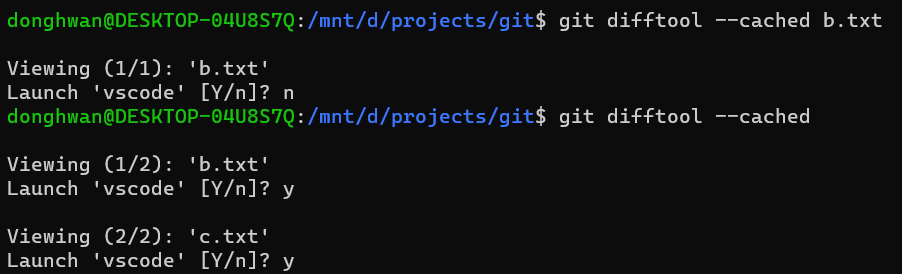 donghwan@DESKTOP-04U8S7Q:/mnt/d/projects/git$ git difftool --cached b.txt
Viewing (1/1): 'b.txt'
Launch 'vscode' [Y/n]? n
donghwan@DESKTOP-04U8S7Q:/mnt/d/projects/git$ git difftool --cached
Viewing (1/2): 'b.txt'
Launch 'vscode' [Y/n]? y
Viewing (2/2): 'c.txt'
Launch 'vscode' [Y/n]? y